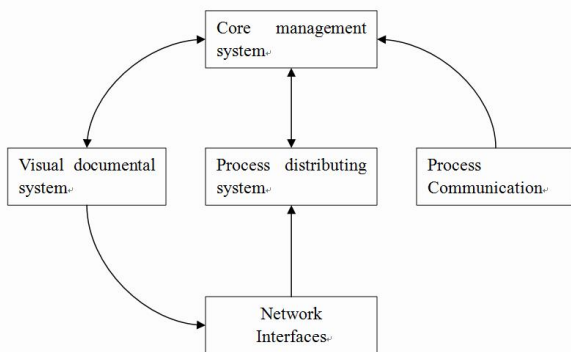 Core management
system
Visual documental
system
Process distributing
system
Process
Communication
Network
Interfaces